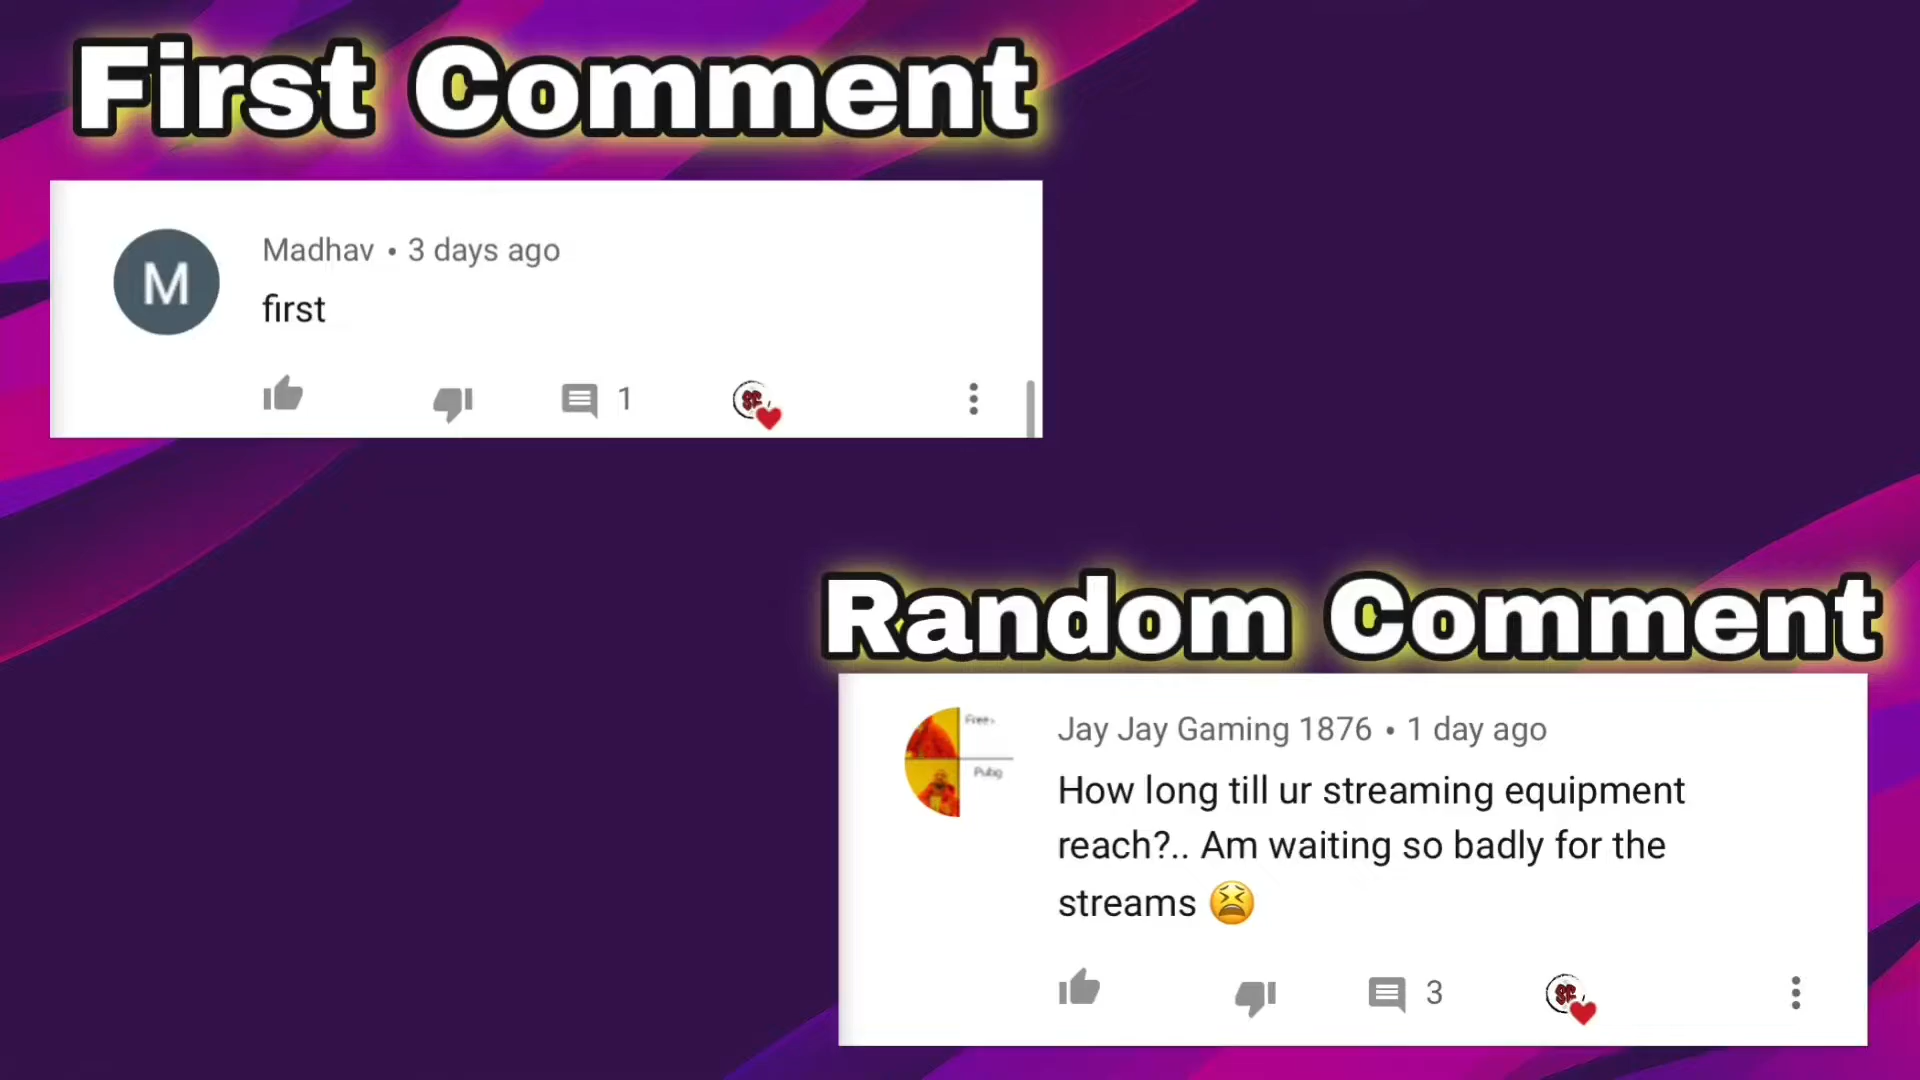 First Comment
M
Madhav • 3 days ago
first
1
Random Comment
Jay Jay Gaming 1876 • 1 day ago
How long till ur streaming equipment
reach?.. Am waiting so badly for the
streams 😫
3